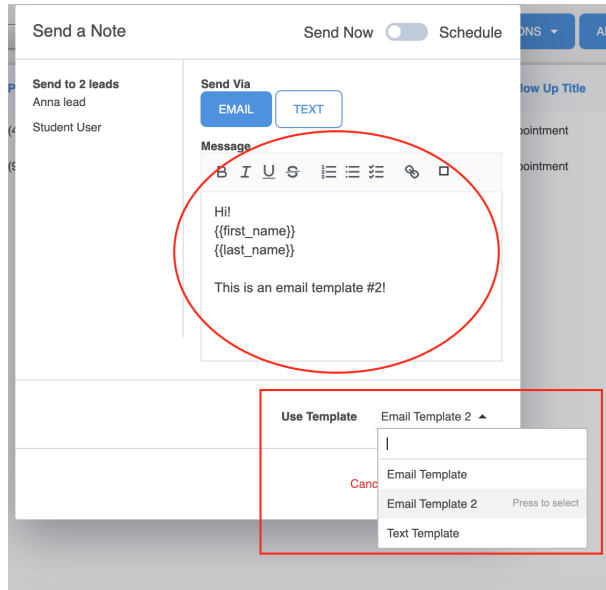 Send a Note
Send Now
Schedule
Send to 2 leads
Anna lead
Student User
Send Via
EMAIL
TEXT
Message
B I U S
Hi!
{{first_name}}
{{last_name}}
This is an email template #2!
Use Template
Email Template 2
Email Template
Email Template 2
Press to select
Text Template
Canc
ONS
low Up Title
pointment
pointment